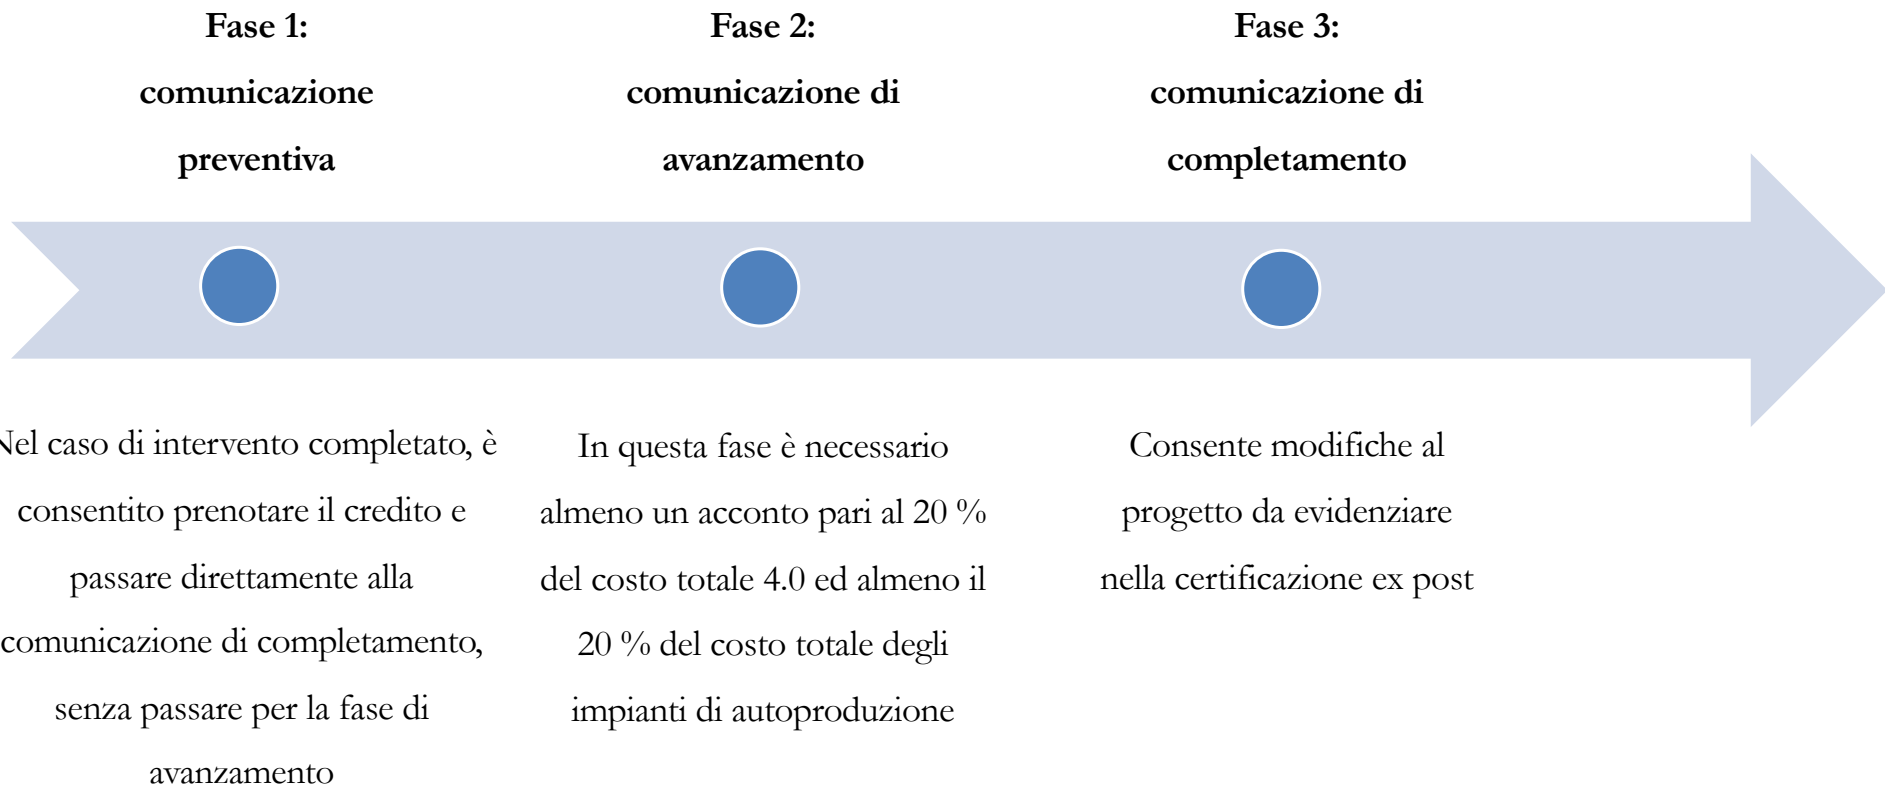 Fase 1:
comunicazione
preventiva
Fase 2:
comunicazione di
avanzamento
Fase 3:
comunicazione di
completamento
Nel caso di intervento completato, è
consentito prenotare il credito e
passare direttamente alla
comunicazione di completamento,
senza passare per la fase di
avanzamento
In questa fase è necessario
almeno un acconto pari al 20 %
del costo totale 4.0 ed almeno il
20 % del costo totale degli
impianti di autoproduzione
Consente modifiche al
progetto da evidenziare
nella certificazione ex post